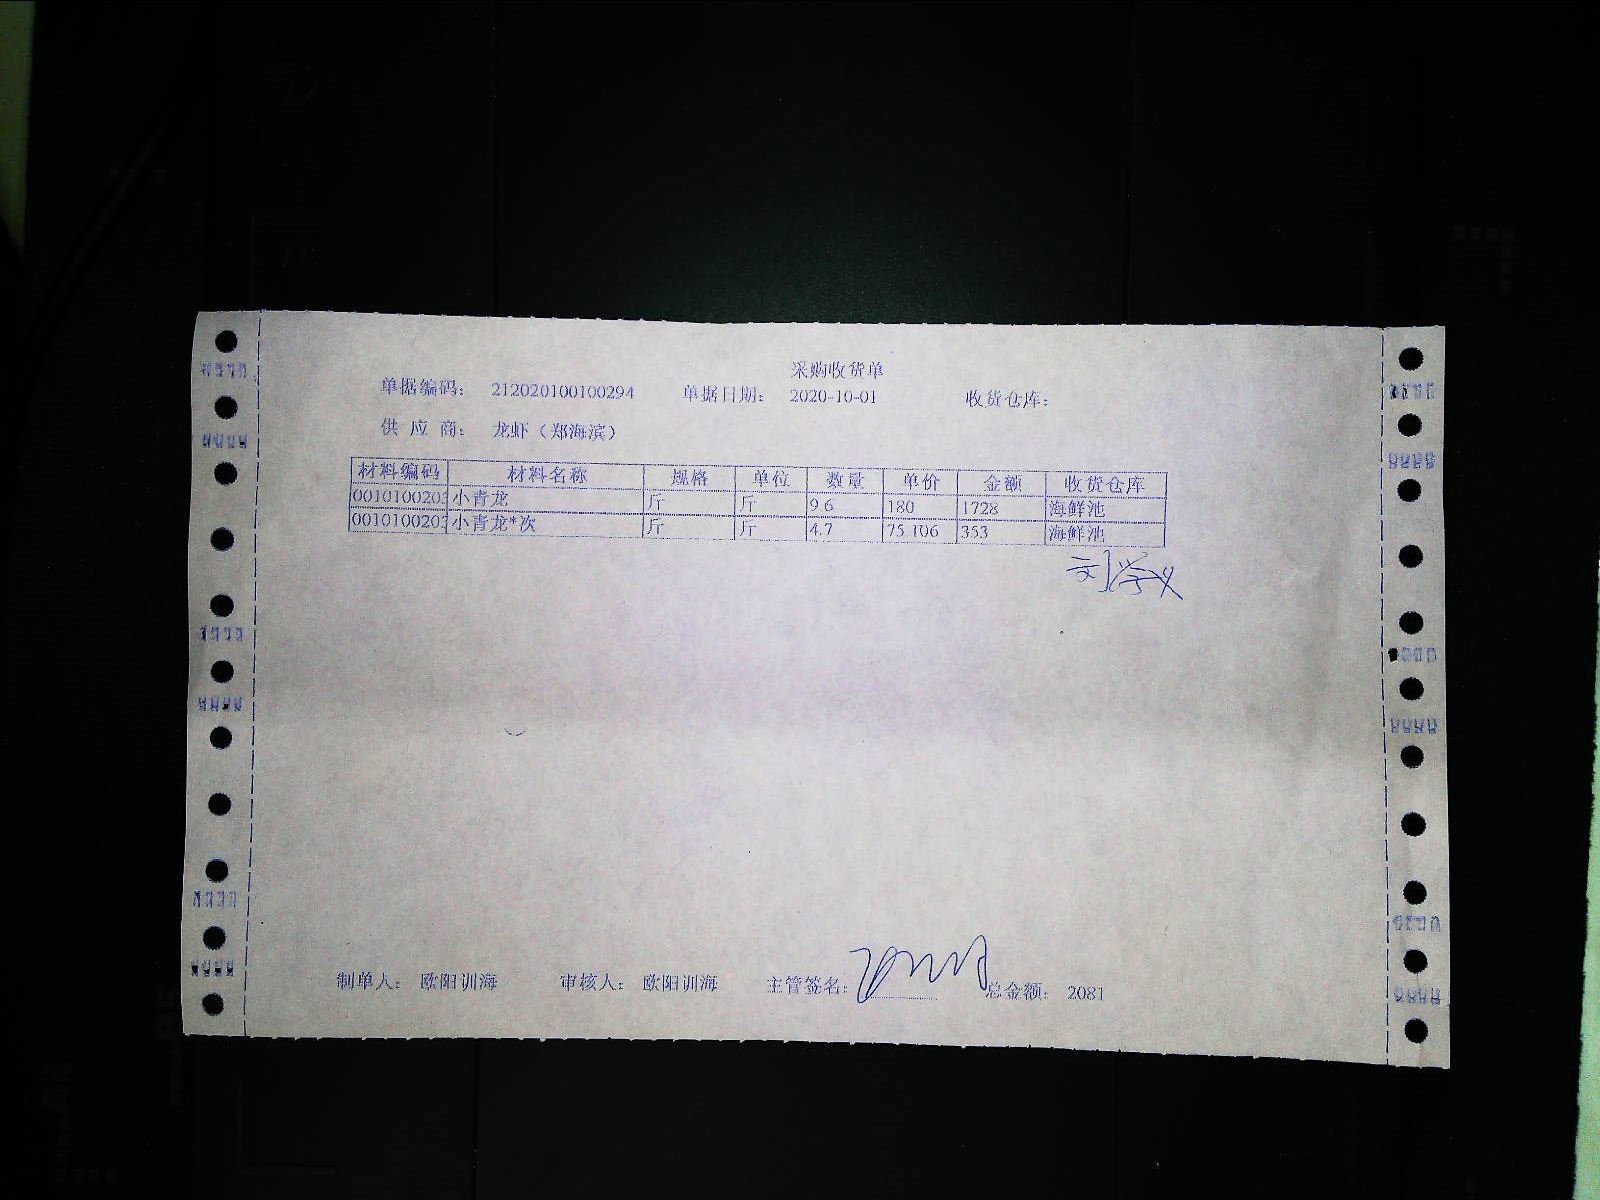 采购收货单
单据编码： 212020100100294 单据日期： 2020-10-01 收货仓库：
供 应 商： 龙虾（郑海滨）
材料编码 材料名称 规格 单位 数量 单价 金额 收货仓库
0010100203 小青龙 斤 斤 9.6 180 1728 海鲜池
0010100203 小青龙*次 斤 斤 4.7 75.106 353 海鲜池
制单人： 欧阳训海 审核人： 欧阳训海 主管签名： 总金额： 2081